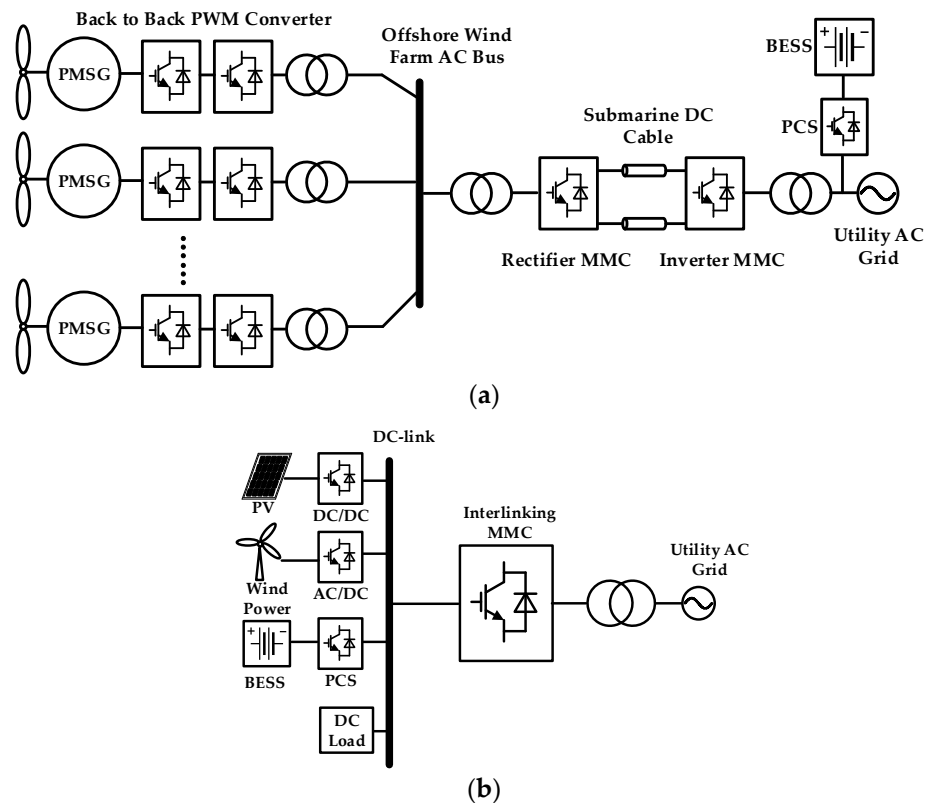 Back to Back PWM Converter
PMSG
PMSG
PMSG
Offshore Wind
Farm AC Bus
Submarine DC
Cable
Rectifier MMC
Inverter MMC
BESS
+ −
PCS
Utility AC
Grid
(a)
DC-link
PV
DC/DC
Wind
Power
AC/DC
+ −
BESS
PCS
DC
Load
Interlinking
MMC
Utility AC
Grid
(b)